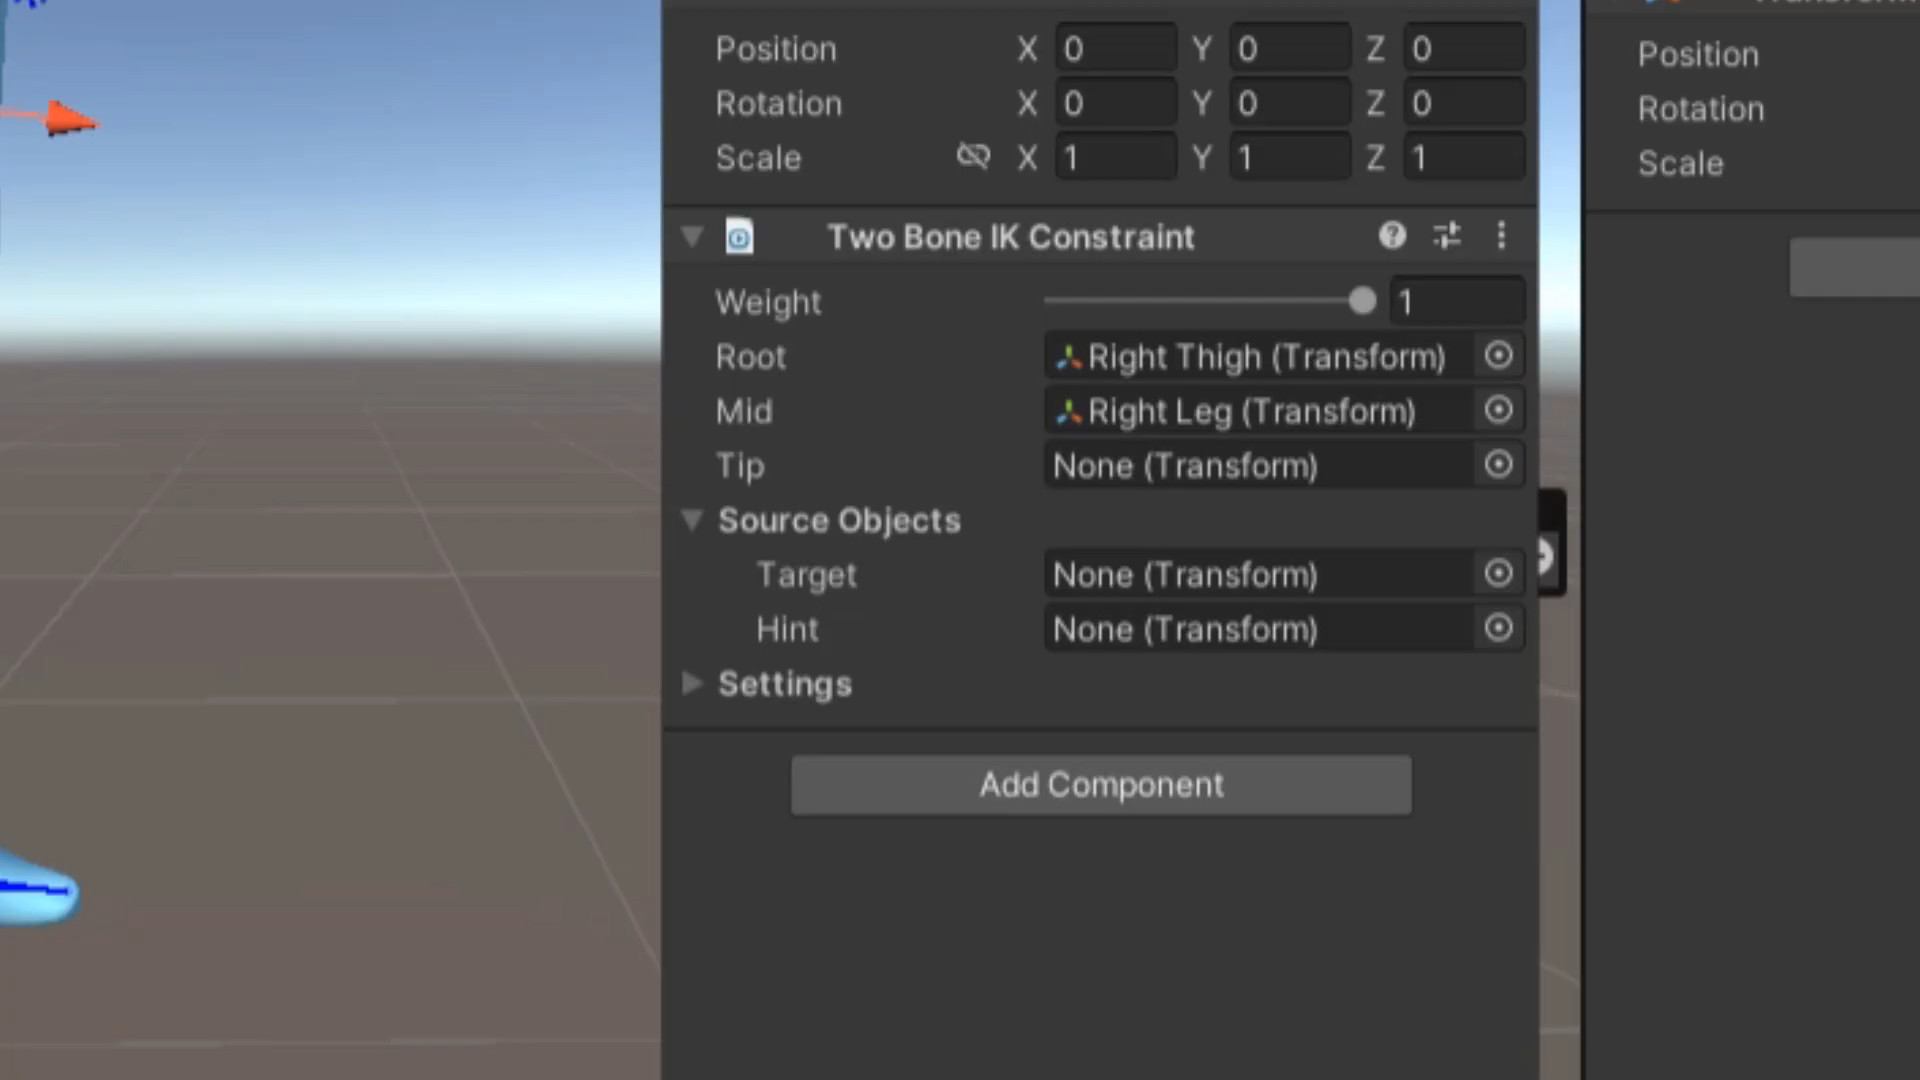 Position X 0 Y 0 Z 0
Rotation X 0 Y 0 Z 0
Scale X 1 Y 1 Z 1
Two Bone IK Constraint
Weight 1
Root Right Thigh (Transform)
Mid Right Leg (Transform)
Tip None (Transform)
Source Objects
Target None (Transform)
Hint None (Transform)
Settings
Add Component
Position
Rotation
Scale